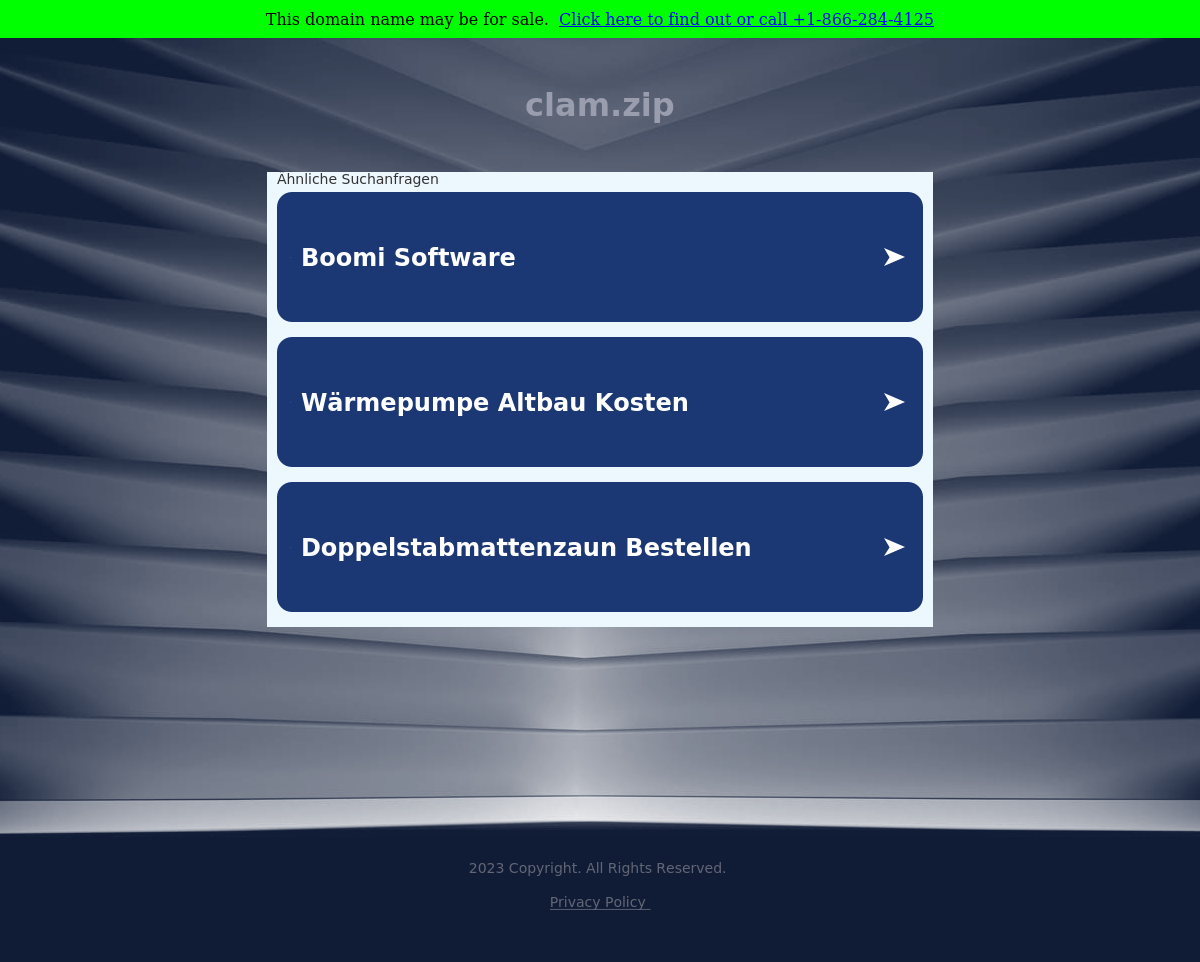 This domain name may be for sale. Click here to find out or call +1-866-284-4125
clam.zip
Ähnliche Suchanfragen
Boomi Software
Wärmepumpe Altbau Kosten
Doppelstabmattenzaun Bestellen
2023 Copyright. All Rights Reserved.
Privacy Policy